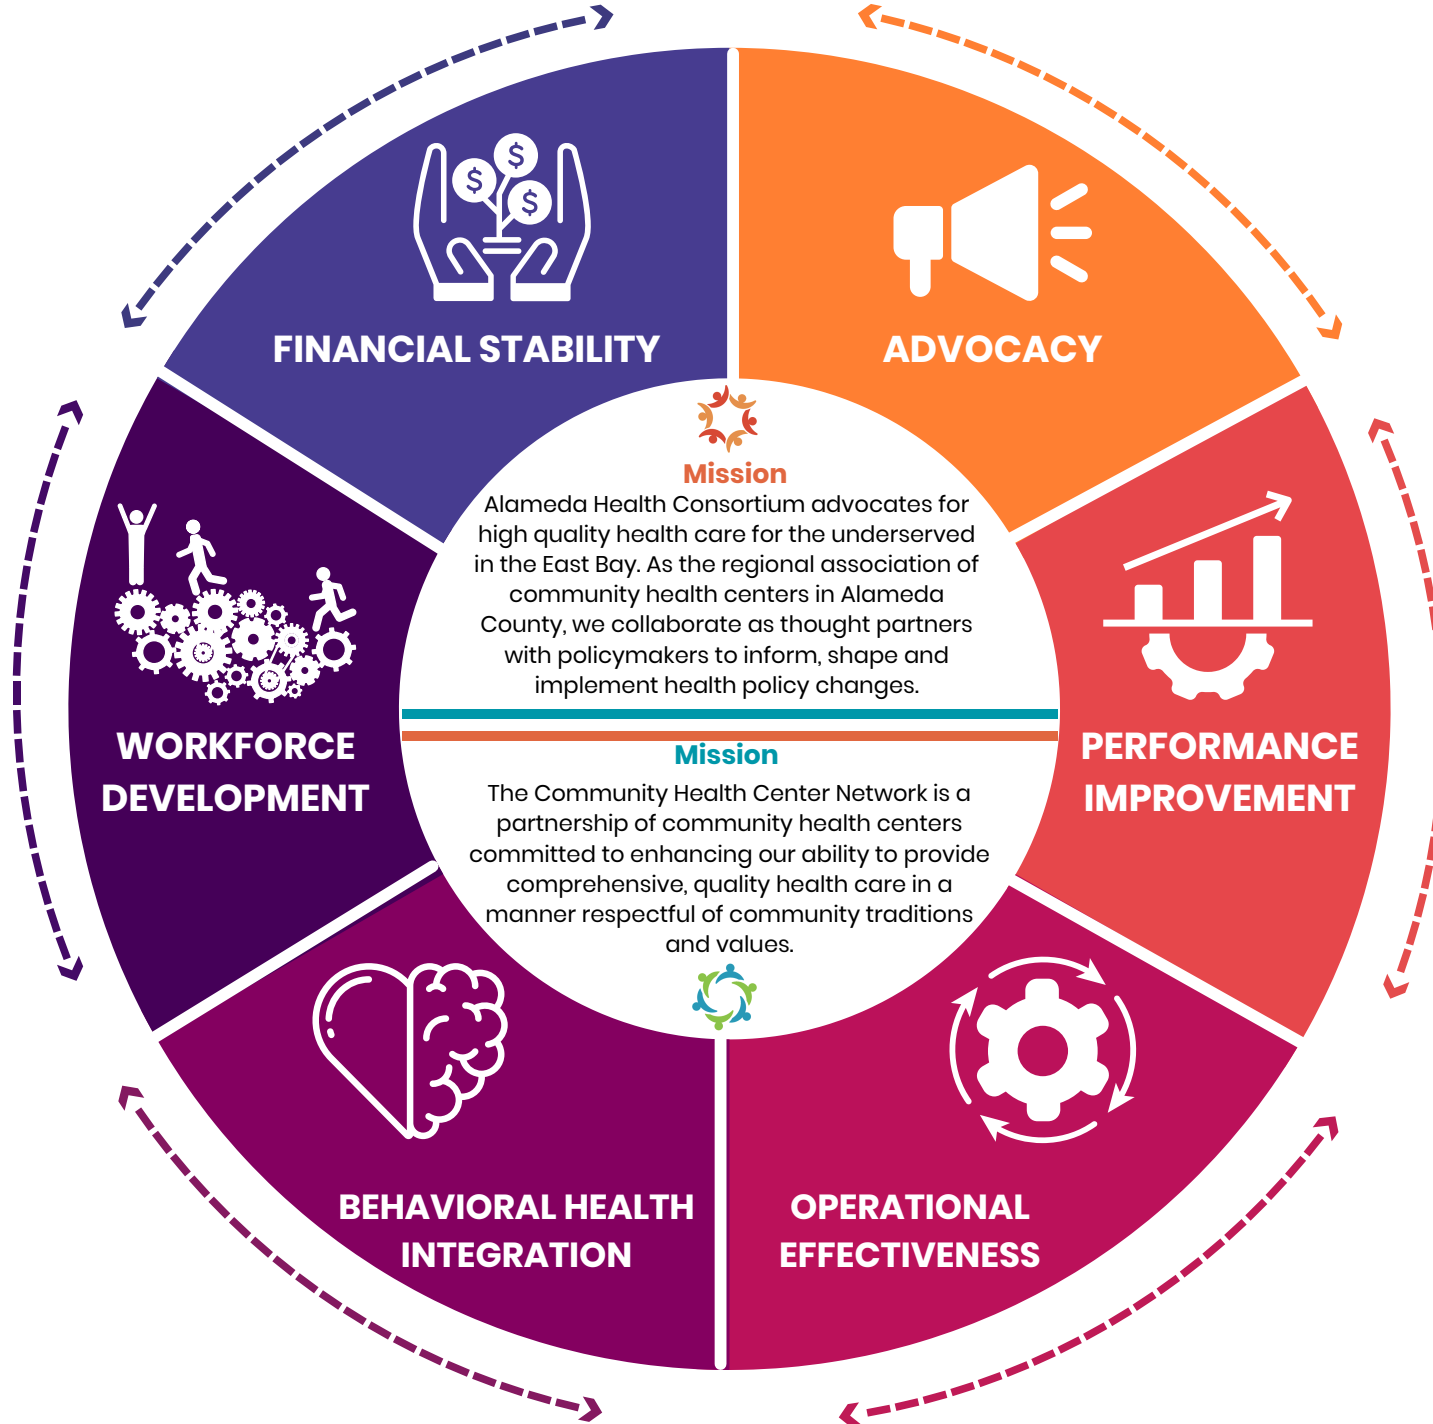 $
$
$
FINANCIAL STABILITY
ADVOCACY
Mission
Alameda Health Consortium advocates for
high quality health care for the underserved
in the East Bay. As the regional association of
community health centers in Alameda
County, we collaborate as thought partners
with policymakers to inform, shape and
implement health policy changes.
WORKFORCE
DEVELOPMENT
PERFORMANCE
IMPROVEMENT
Mission
The Community Health Center Network is a
partnership of community health centers
committed to enhancing our ability to provide
comprehensive, quality health care in a
manner respectful of community traditions
and values.
BEHAVIORAL HEALTH
INTEGRATION
OPERATIONAL
EFFECTIVENESS